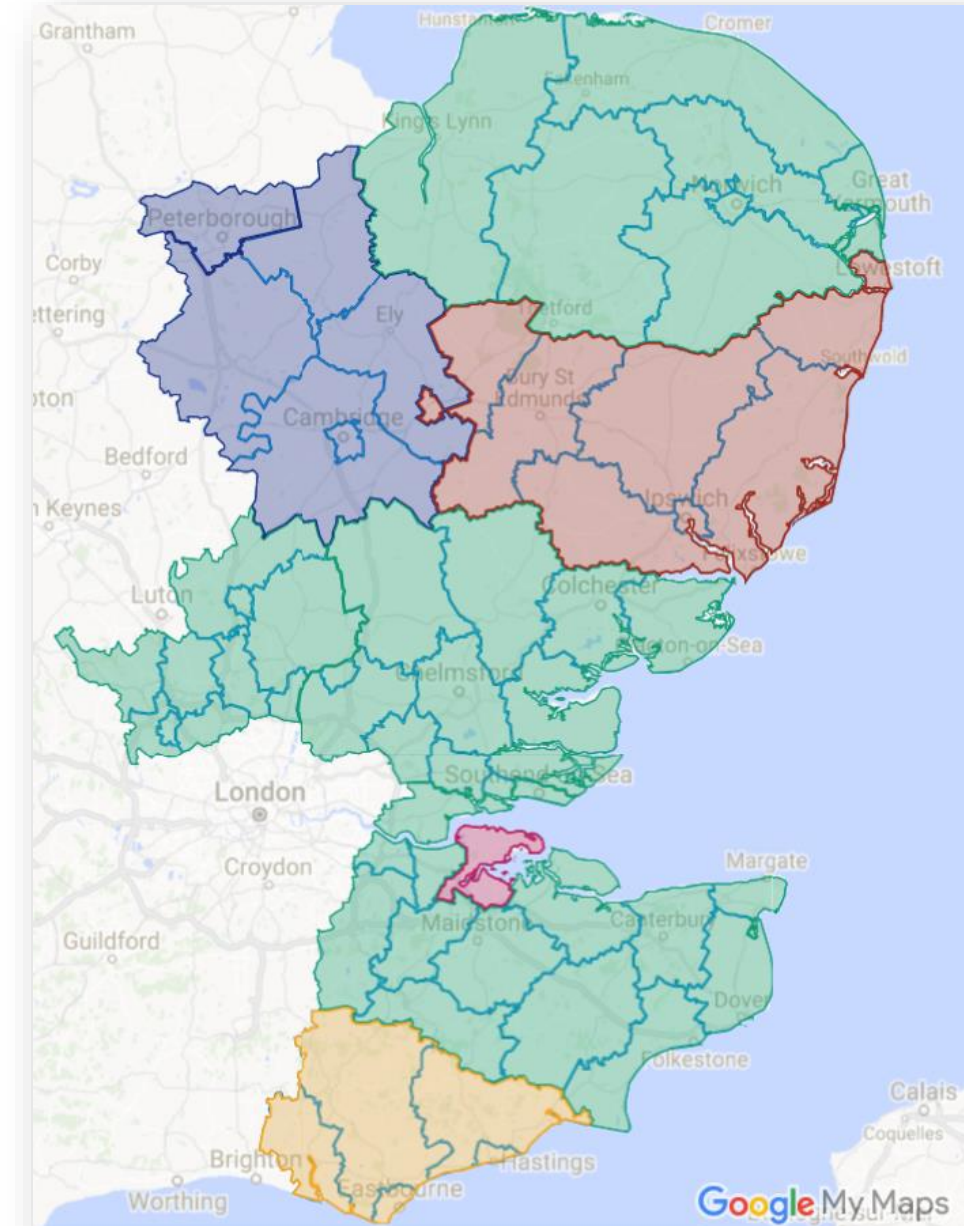 Grantham
Cromer
Fakenham
King's Lynn
Norwich
Great
Yarmouth
Peterborough
Corby
Lowestoft
ettering
Ely
Thetford
Southwold
Bury St
Edmunds
Cambridge
Bedford
Ipswich
n Keynes
Felixstowe
Colchester
Luton
Clacton-on-Sea
Chelmsford
Southend-on-Sea
London
Croydon
Margate
Maidstone
Canterbury
Guildford
Dover
Folkestone
Calais
Coquelles
Brighton
Hastings
Eastbourne
Worthing
Google My Maps